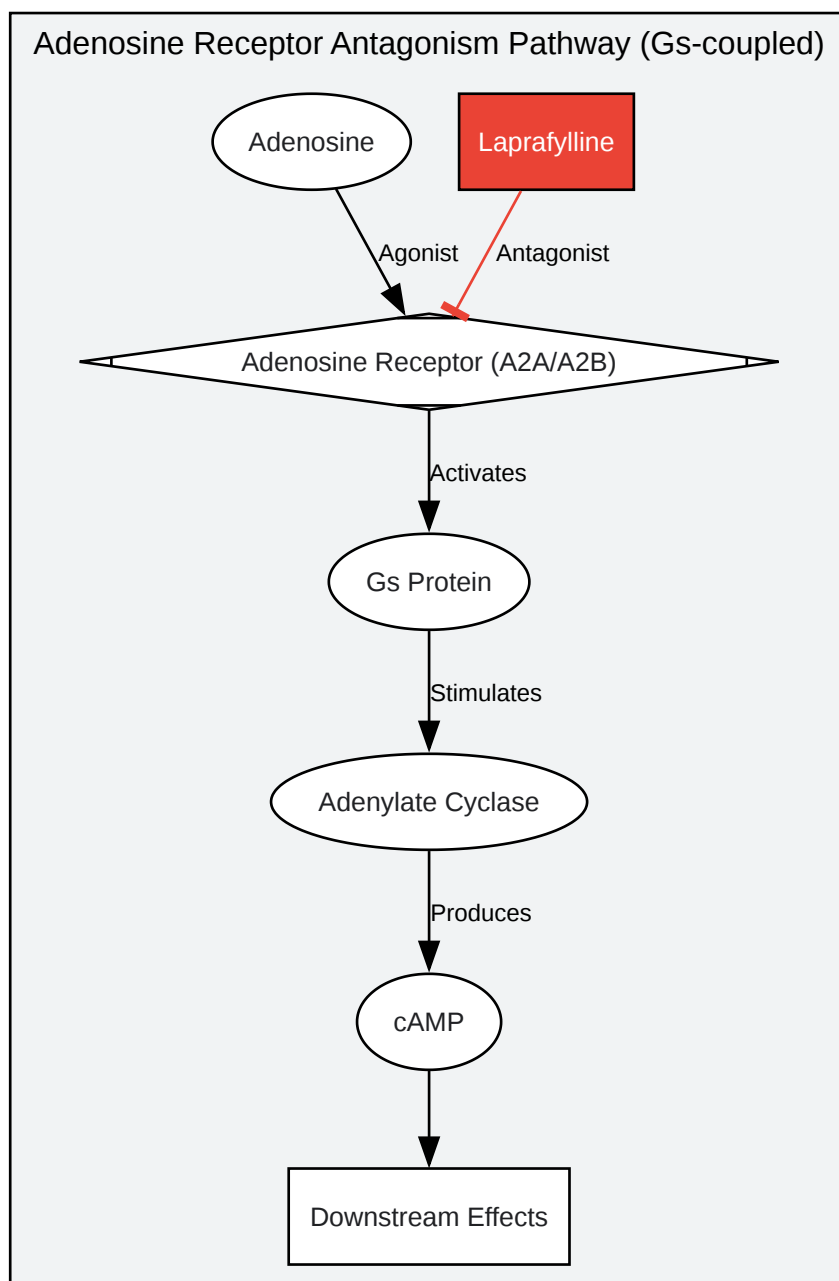 Adenosine Receptor Antagonism Pathway (Gs-coupled)
Adenosine
Laprafylline
Agonist
Antagonist
Adenosine Receptor (A2A/A2B)
Activates
Gs Protein
Stimulates
Adenylate Cyclase
Produces
cAMP
Downstream Effects